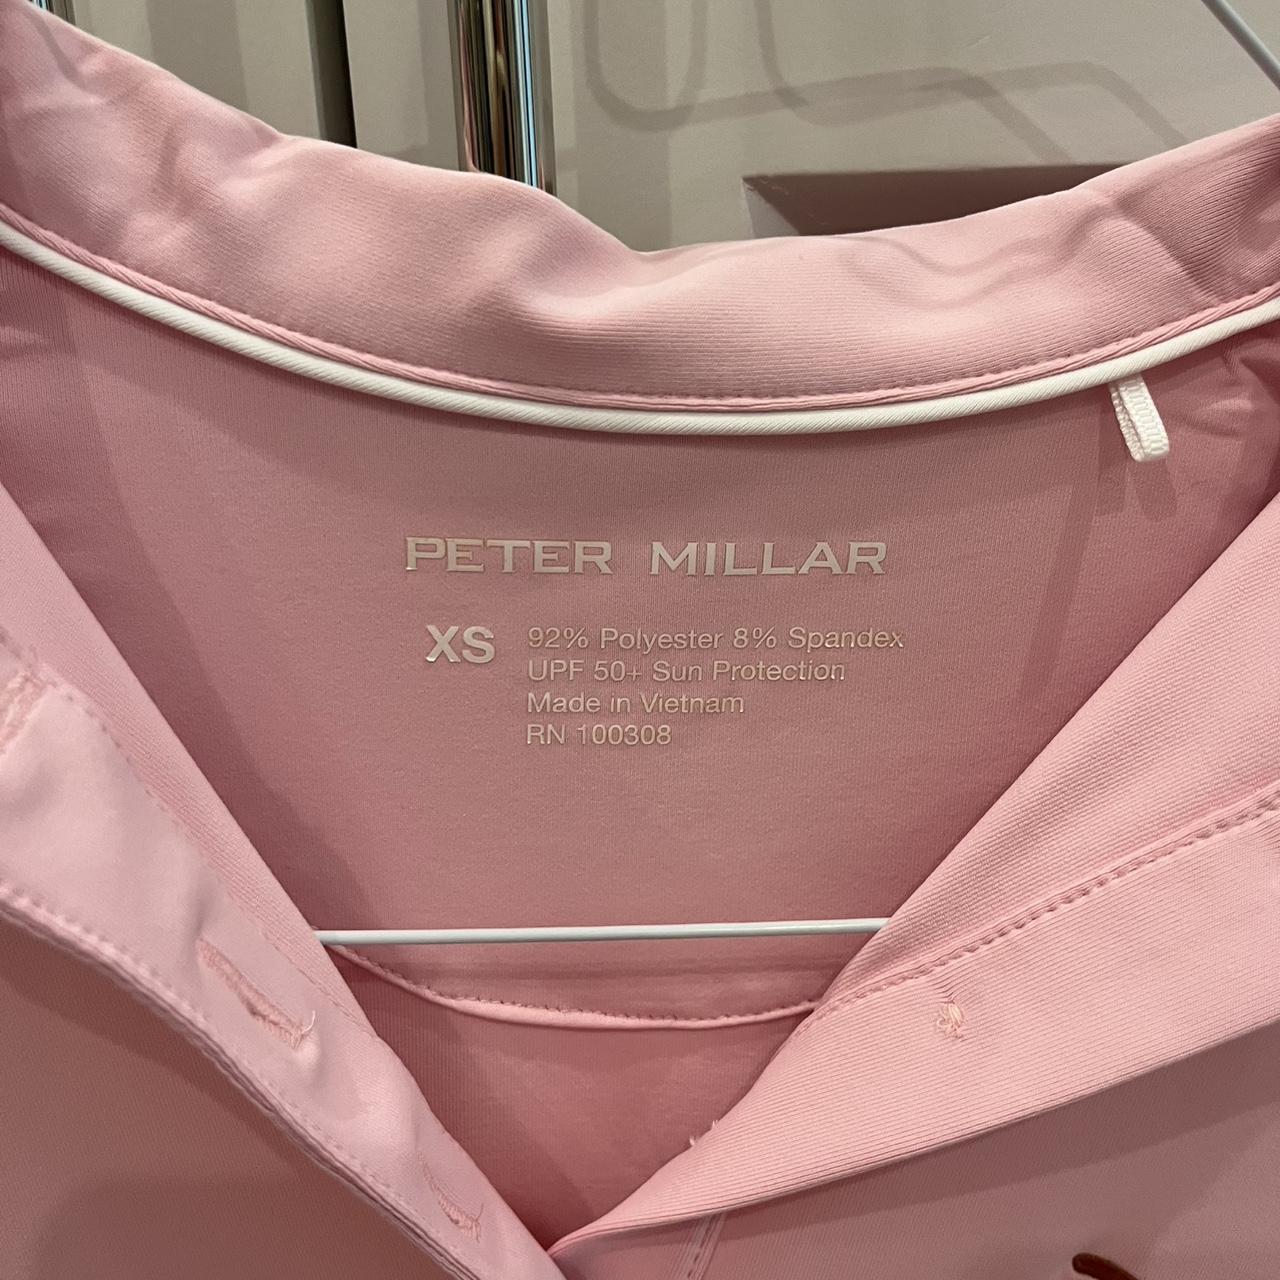 PETER MILLAR
XS
92% Polyester 8% Spandex
UPF 50+ Sun Protection
Made in Vietnam
RN 100308